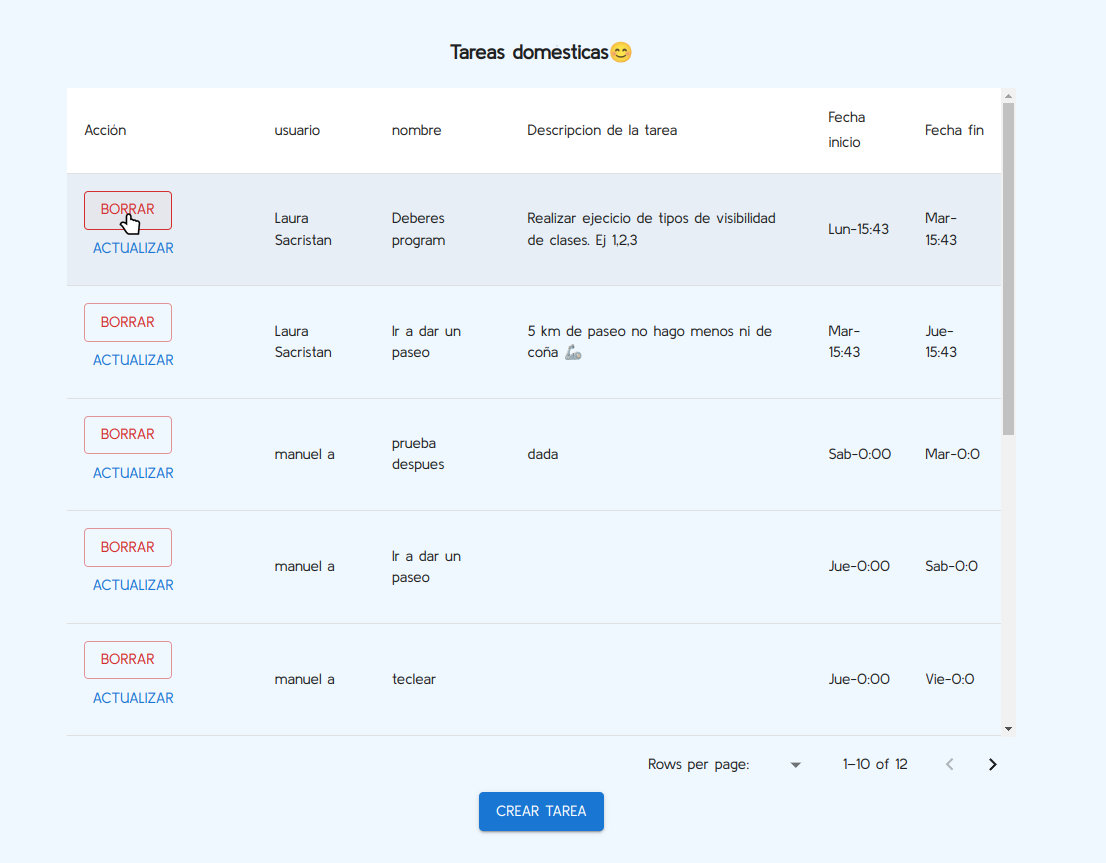 Tareas domesticas😊
Acción usuario nombre Descripcion de la tarea Fecha inicio Fecha fin
BORRAR
ACTUALIZAR
Laura Sacristan
Deberes program
Realizar ejecicio de tipos de visibilidad
de clases. Ej 1,2,3
Lun-15:43
Mar-15:43
BORRAR
ACTUALIZAR
Laura Sacristan
Ir a dar un paseo
5 km de paseo no hago menos ni de
coña 🦾
Mar-15:43
Jue-15:43
BORRAR
ACTUALIZAR
manuel a
prueba despues
dada
Sab-0:00
Mar-0:0
BORRAR
ACTUALIZAR
manuel a
Ir a dar un paseo
Jue-0:00
Sab-0:0
BORRAR
ACTUALIZAR
manuel a
teclear
Jue-0:00
Vie-0:0
Rows per page: 1–10 of 12
CREAR TAREA